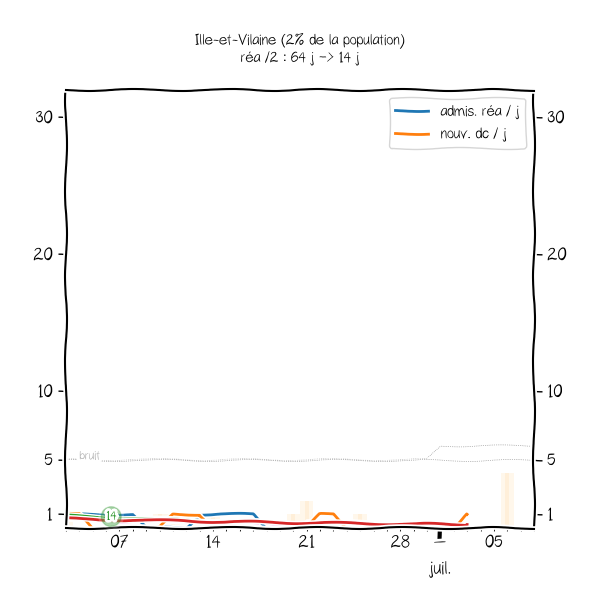 Ille-et-Vilaine (2% de la population)
réa /2 : 64 j -> 14 j
admis. réa / j
nouv. dc / j
30 30
20 20
10 10
5 bruit 5
1 14 1
07 14 21 28 1 05
juil.